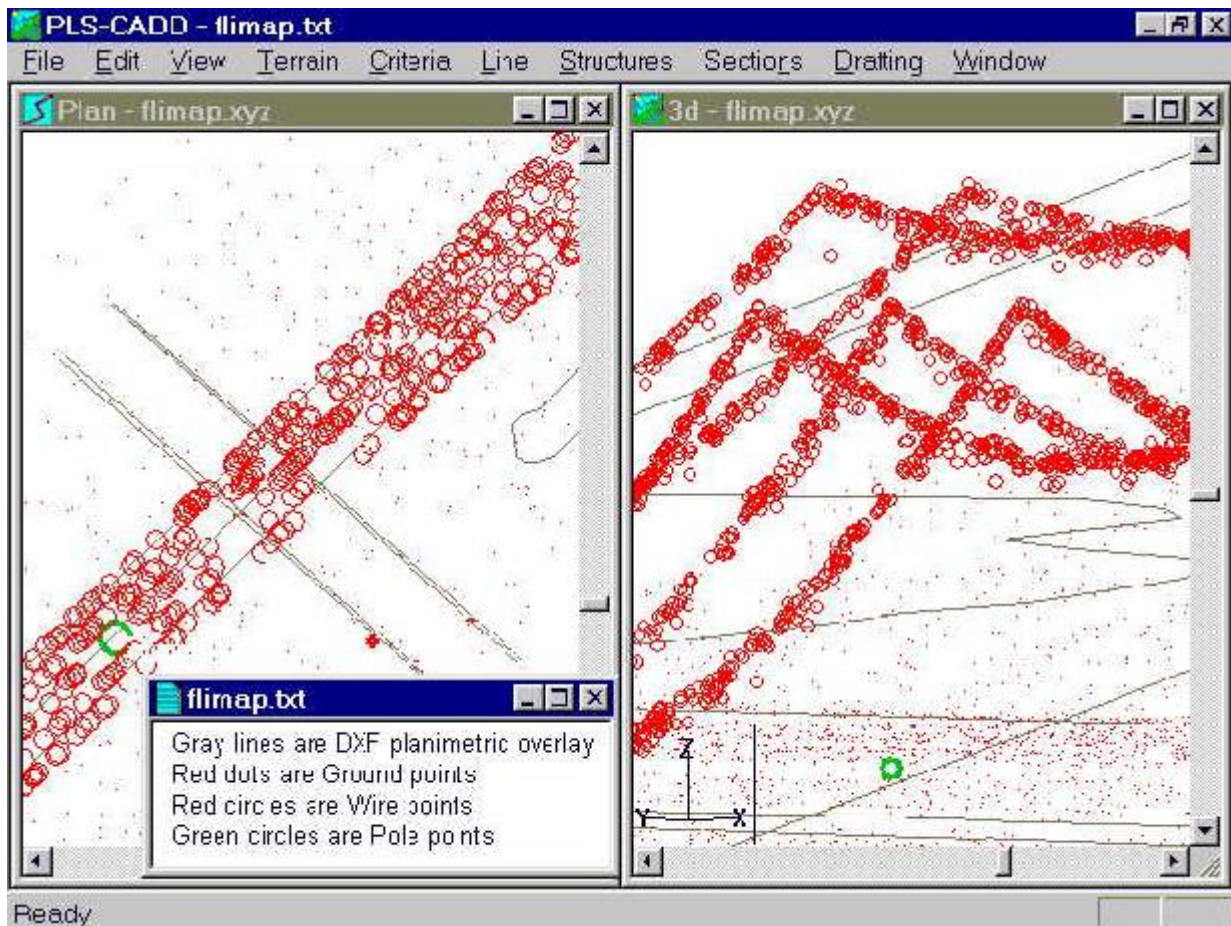 PLS-CADD - flimap.txt
File Edit View Terrain Criteria Line Structures Sections Drafting Window
Plan - flimap.xyz
3d - flimap.xyz
flimap.txt
Gray lines are DXF planimetric overlay
Red dots are Ground points
Red circles are Wire points
Green circles are Pole points
Z
Y X
Ready